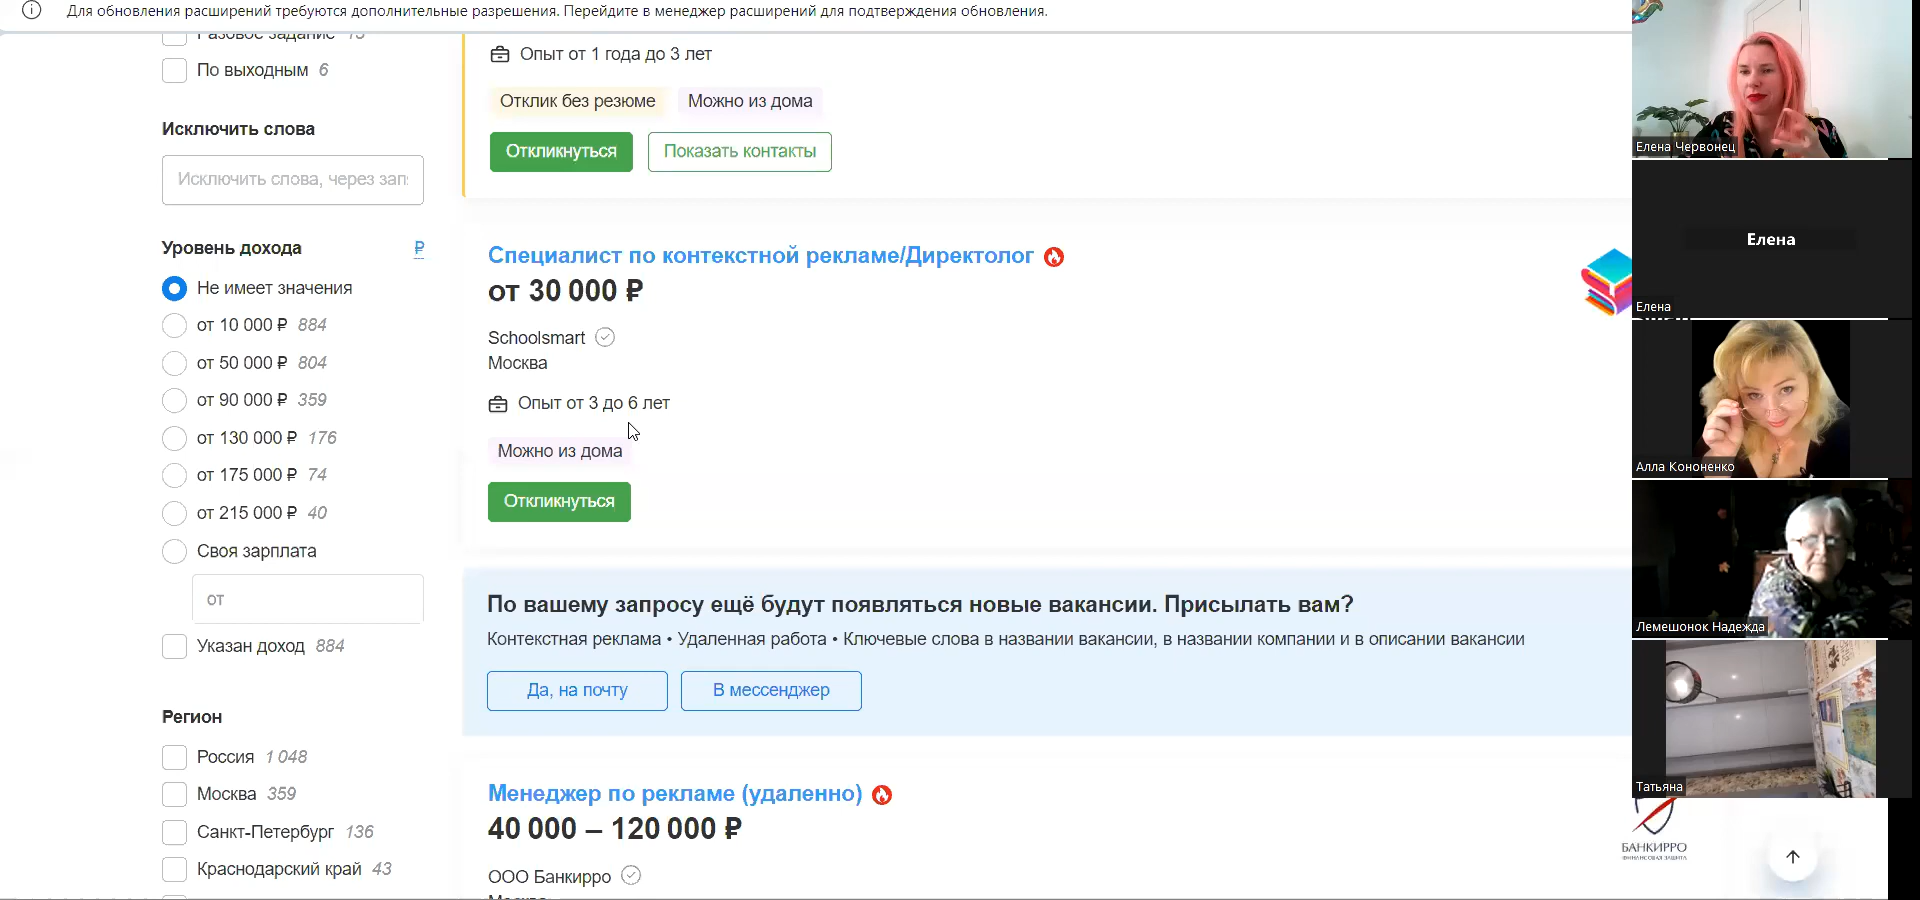 Для обновления расширений требуются дополнительные разрешения. Перейдите в менеджер расширений для подтверждения обновления.
Разовое задание 15
По выходным 6
Исключить слова
Исключить слова, через зап
Уровень дохода ₽
Не имеет значения
от 10 000 ₽ 884
от 50 000 ₽ 804
от 90 000 ₽ 359
от 130 000 ₽ 176
от 175 000 ₽ 74
от 215 000 ₽ 40
Своя зарплата
от
Указан доход 884
Регион
Россия 1 048
Москва 359
Санкт-Петербург 136
Краснодарский край 43
Опыт от 1 года до 3 лет
Отклик без резюме Можно из дома
Откликнуться Показать контакты
Специалист по контекстной рекламе/Директолог
от 30 000 ₽
Schoolsmart
Москва
Опыт от 3 до 6 лет
Можно из дома
Откликнуться
По вашему запросу ещё будут появляться новые вакансии. Присылать вам?
Контекстная реклама • Удаленная работа • Ключевые слова в названии вакансии, в названии компании и в описании вакансии
Да, на почту В мессенджер
Менеджер по рекламе (удаленно)
40 000 – 120 000 ₽
ООО Банкирро
Москва
БАНКИРРО
ФИНАНСОВАЯ ЗАЩИТА
Елена Червонец
Елена
Елена
Алла Кононенко
Лемешонок Надежда
Татьяна